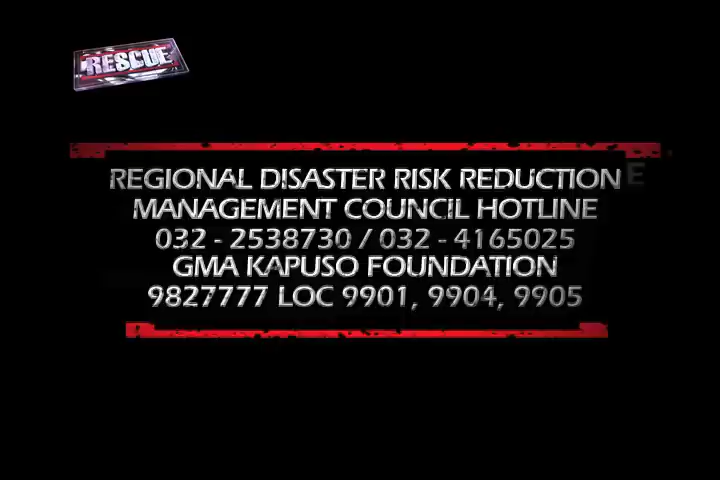 RESCUE
REGIONAL DISASTER RISK REDUCTION
MANAGEMENT COUNCIL HOTLINE
032 - 2538730 / 032 - 4165025
GMA KAPUSO FOUNDATION
9827777 LOC 9901, 9904, 9905